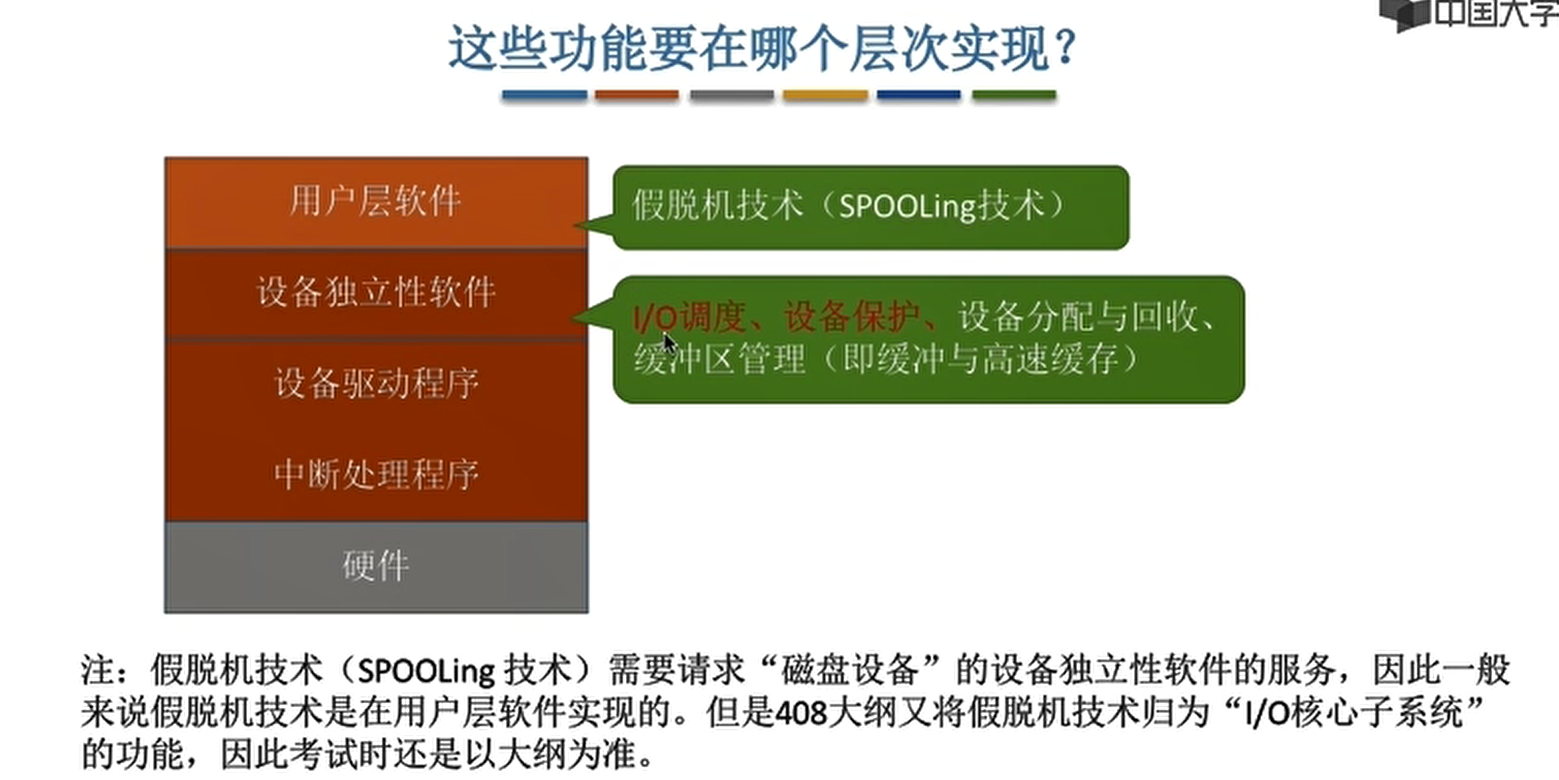 中国大学
这些功能要在哪个层次实现？
用户层软件
假脱机技术（SPOOLing技术）
设备独立性软件
I/O调度、设备保护、设备分配与回收、
缓冲区管理（即缓冲与高速缓存）
设备驱动程序
中断处理程序
硬件
注：假脱机技术（SPOOLing 技术）需要请求“磁盘设备”的设备独立性软件的服务，因此一般
来说假脱机技术是在用户层软件实现的。但是408大纲又将假脱机技术归为“I/O核心子系统”
的功能，因此考试时还是以大纲为准。